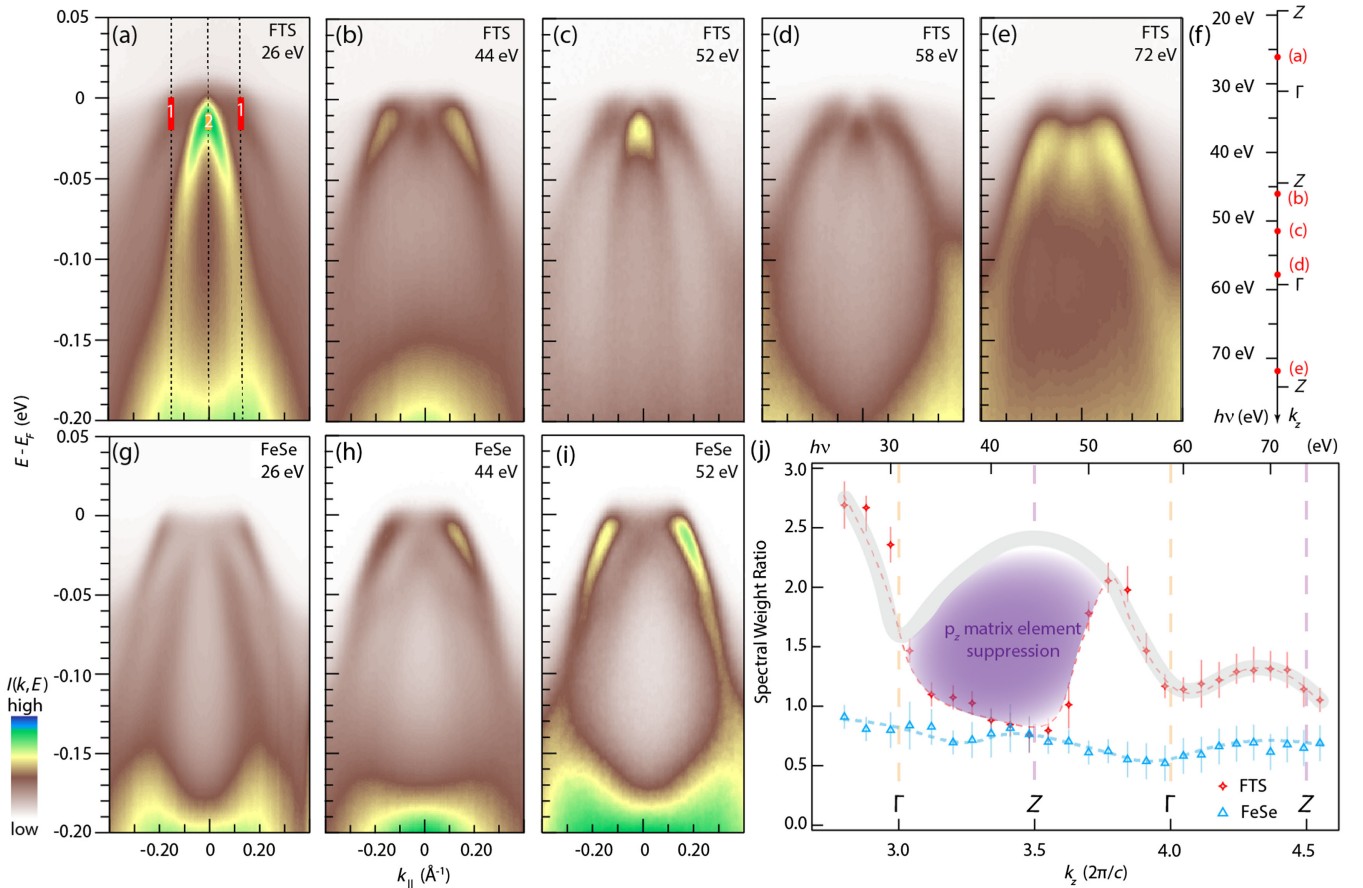 (a)
FTS
26 eV
1
2
1
(b)
FTS
44 eV
(c)
FTS
52 eV
(d)
FTS
58 eV
(e)
FTS
72 eV
(f)
20 eV
30 eV
40 eV
50 eV
60 eV
70 eV
Z
(a)
Γ
Z
(b)
(c)
(d)
Γ
(e)
Z
hν (eV)
k_z
0.05
0
-0.05
-0.10
-0.15
-0.20
E - E_F (eV)
0.05
0
-0.05
-0.10
-0.15
-0.20
(g)
FeSe
26 eV
(h)
FeSe
44 eV
(i)
FeSe
52 eV
I(k,E)
high
low
-0.20 0 0.20
-0.20 0 0.20
-0.20 0 0.20
k_|| (Å⁻¹)
(j)
hν 30 40 50 60 70 (eV)
3.0
2.5
2.0
1.5
1.0
0.5
0.0
Spectral Weight Ratio
p_z matrix element
suppression
Γ Z Γ Z
FTS
FeSe
3.0 3.5 4.0 4.5
k_z (2π/c)